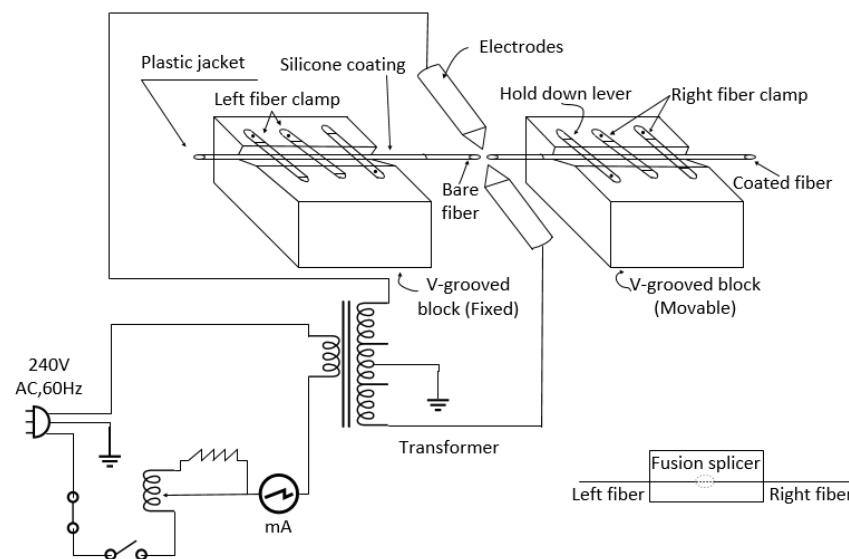 Electrodes
Plastic jacket
Silicone coating
Hold down lever
Left fiber clamp
Right fiber clamp
Bare
fiber
Coated fiber
V-grooved
block (Fixed)
V-grooved block
(Movable)
240V
AC,60Hz
Transformer
mA
Fusion splicer
Left fiber
Right fiber